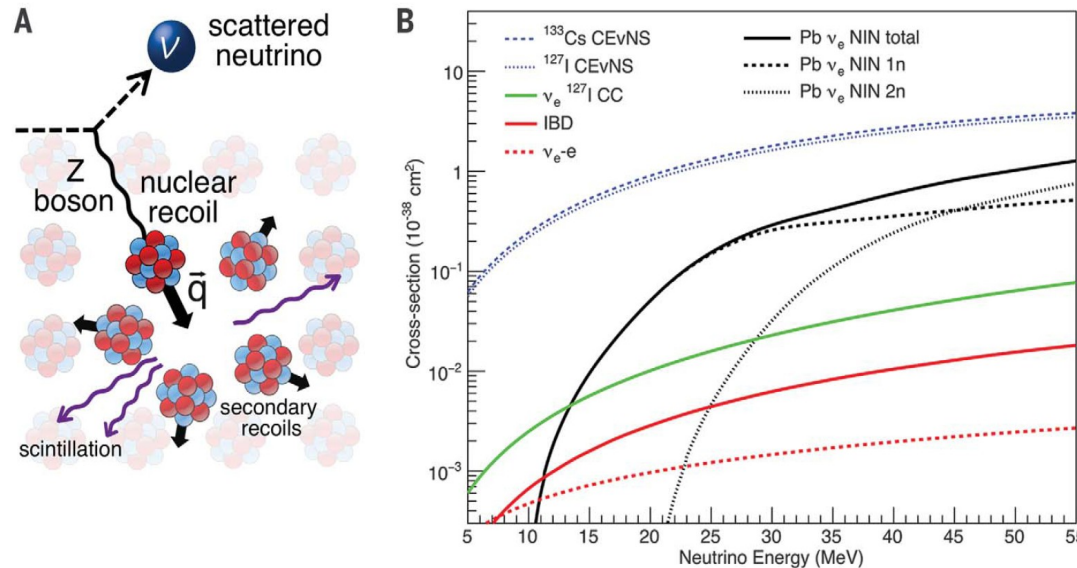 A
scattered
neutrino
ν
Z
boson
nuclear
recoil
q⃗
secondary
recoils
scintillation
B
¹³³Cs CEvNS
¹²⁷I CEvNS
νₑ ¹²⁷I CC
IBD
νₑ-e
Pb νₑ NIN total
Pb νₑ NIN 1n
Pb νₑ NIN 2n
Cross-section (10⁻³⁸ cm²)
10
1
10⁻¹
10⁻²
10⁻³
5 10 15 20 25 30 35 40 45 50 55
Neutrino Energy (MeV)